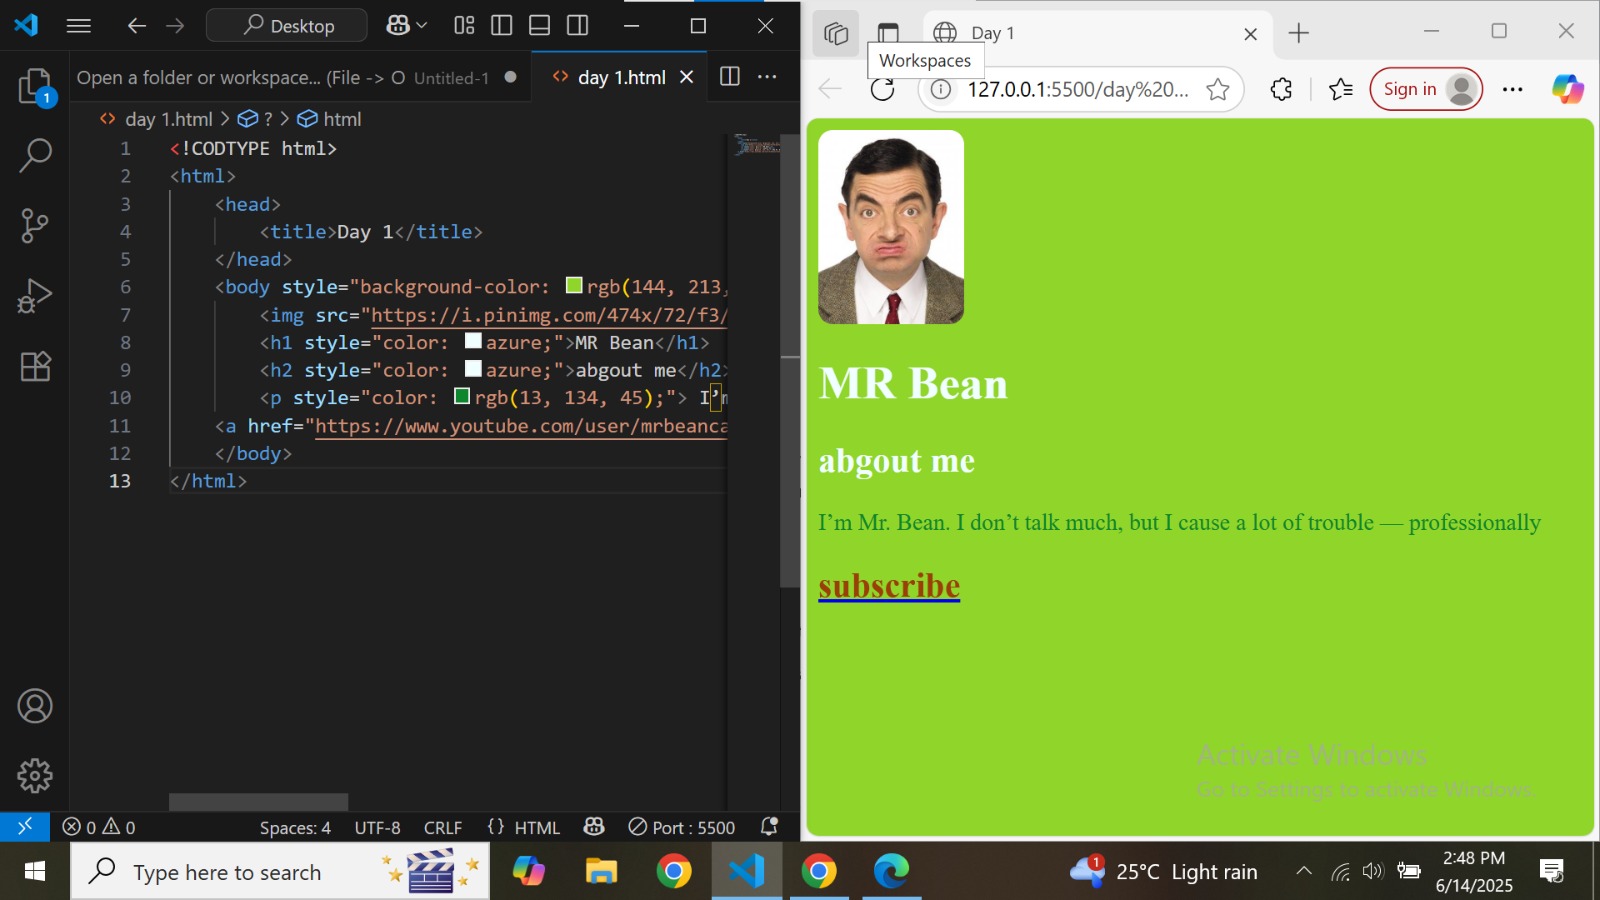 Desktop
Open a folder or workspace... (File -> O Untitled-1
day 1.html
day 1.html > ? > html
1 <!CODTYPE html>
2 <html>
3 <head>
4 <title>Day 1</title>
5 </head>
6 <body style="background-color: rgb(144, 213,
7 <img src="https://i.pinimg.com/474x/72/f3/
8 <h1 style="color: azure;">MR Bean</h1>
9 <h2 style="color: azure;">abgout me</h2>
10 <p style="color: rgb(13, 134, 45);"> I’m
11 <a href="https://www.youtube.com/user/mrbeanca
12 </body>
13 </html>
1
0 0 Spaces: 4 UTF-8 CRLF {} HTML Port : 5500
Day 1
Workspaces
127.0.0.1:5500/day%20...
Sign in
MR Bean
abgout me
I’m Mr. Bean. I don’t talk much, but I cause a lot of trouble — professionally
subscribe
Activate Windows
Go to Settings to activate Windows.
Type here to search
1
25°C Light rain
2:48 PM
6/14/2025